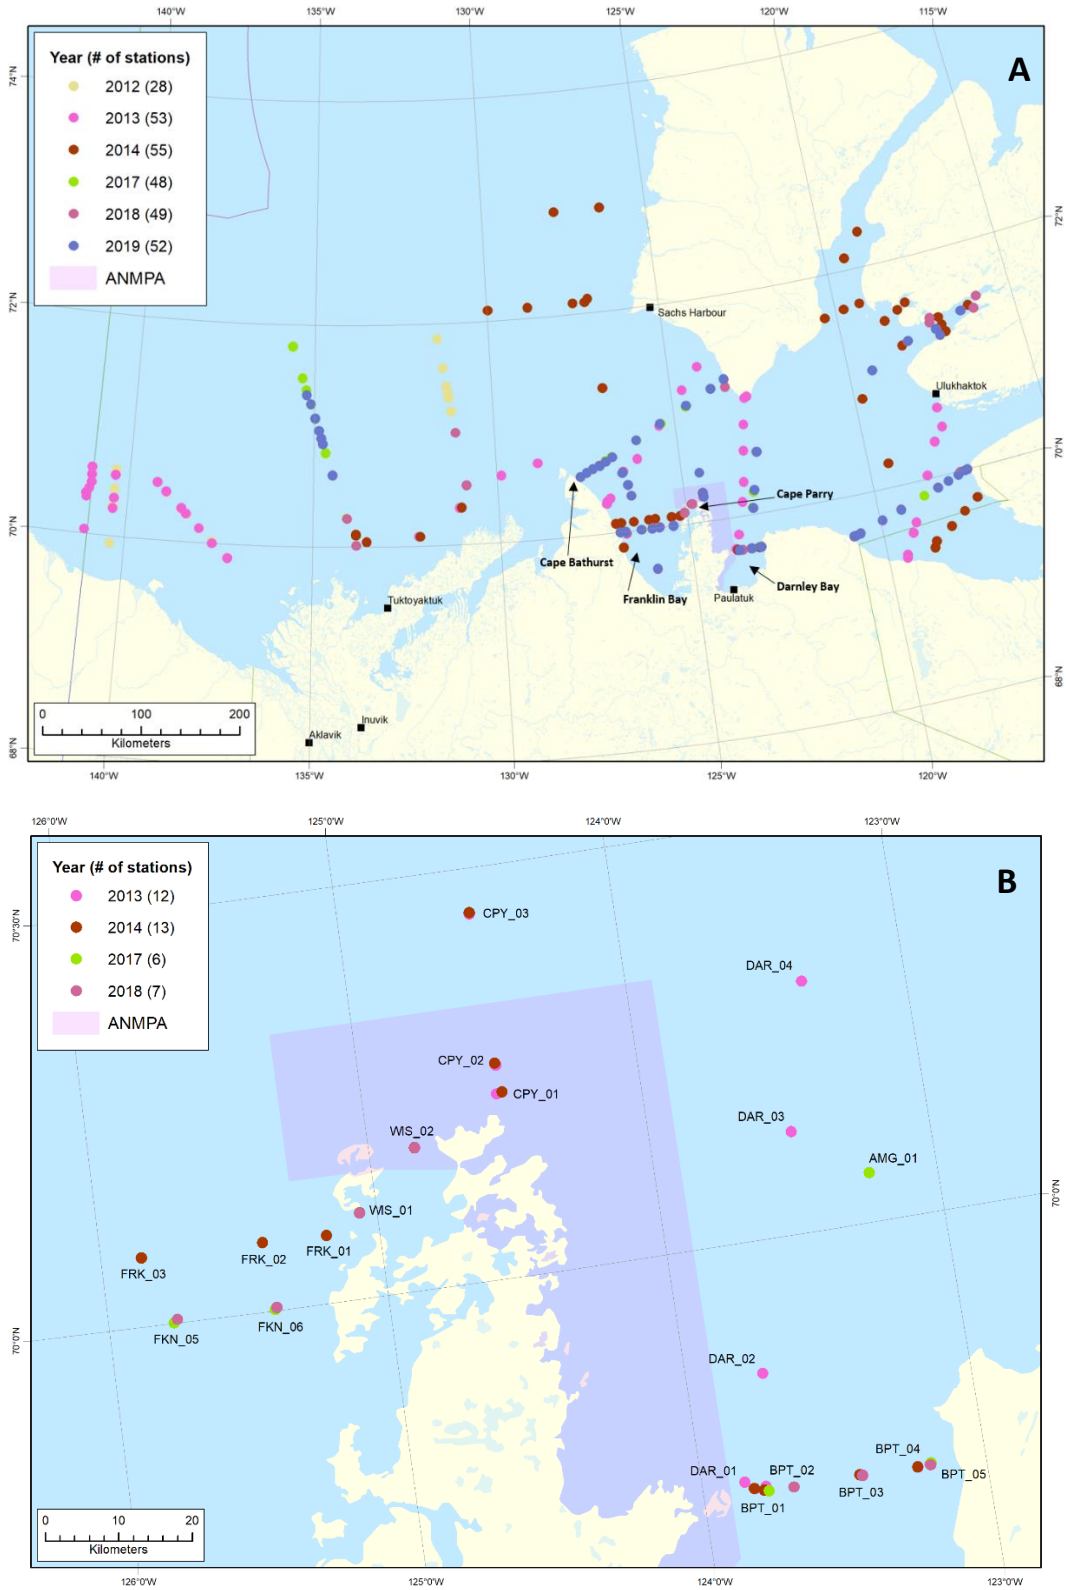 140°W 135°W 130°W 125°W 120°W 115°W
A
Year (# of stations)
2012 (28)
2013 (53)
2014 (55)
2017 (48)
2018 (49)
2019 (52)
ANMPA
74°N
72°N
70°N
68°N
72°N
70°N
68°N
Sachs Harbour
Ulukhaktok
Cape Parry
Cape Bathurst
Franklin Bay
Darnley Bay
Paulatuk
Tuktoyaktuk
Inuvik
Aklavik
0 100 200
Kilometers
140°W 135°W 130°W 125°W 120°W
126°0'W 125°0'W 124°0'W 123°0'W
B
Year (# of stations)
2013 (12)
2014 (13)
2017 (6)
2018 (7)
ANMPA
70°30'N
70°0'N
70°0'N
CPY_03
DAR_04
CPY_02
CPY_01
DAR_03
WIS_02
AMG_01
WIS_01
FRK_01
FRK_02
FRK_03
FKN_06
FKN_05
DAR_02
DAR_01
BPT_02
BPT_01
BPT_03
BPT_04
BPT_05
0 10 20
Kilometers
126°0'W 125°0'W 124°0'W 123°0'W